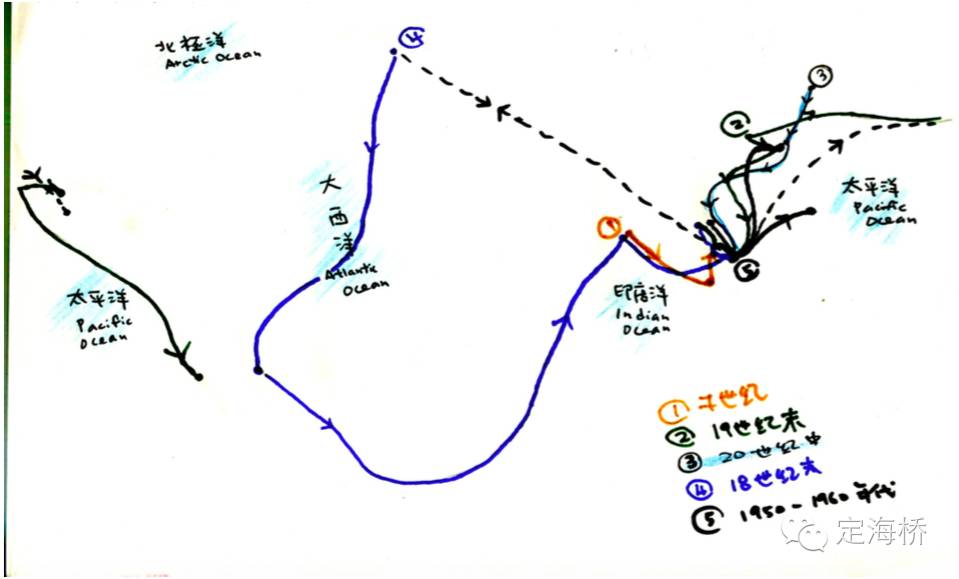 北极洋
Arctic Ocean
④
③
②
大
西
洋
Atlantic
Ocean
太平洋
Pacific
Ocean
太平洋
Pacific
Ocean
①
⑤
印度洋
Indian
Ocean
① 七世纪
② 19世纪末
③ 20世纪中
④ 18世纪末
⑤ 1950-1960年代
定海桥